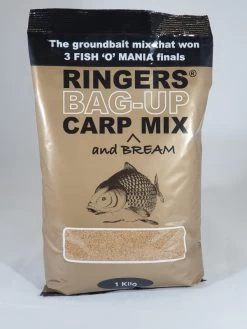 The groundbait mix that won
3 FISH 'O' MANIA finals
RINGERS®
BAG-UP
CARP MIX
and BREAM
1 Kilo